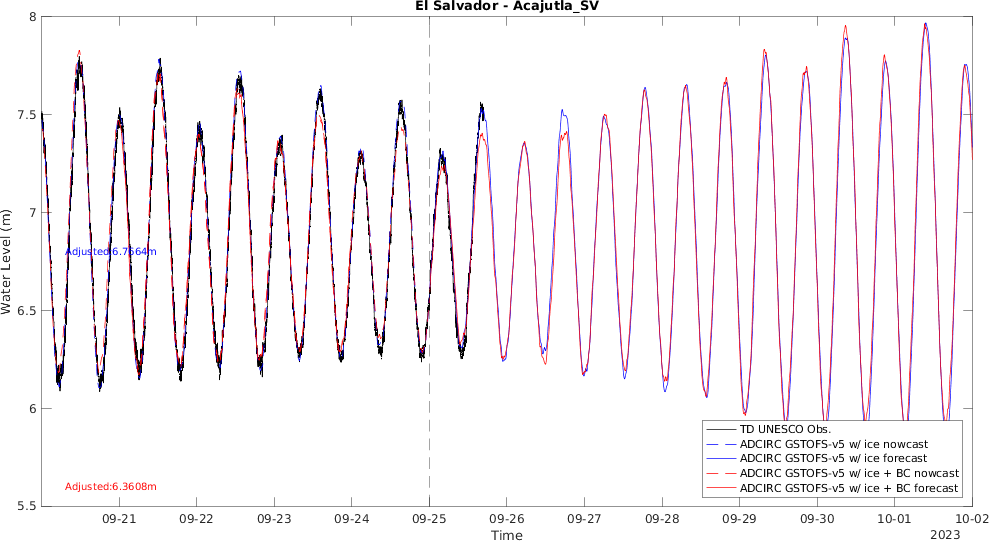 El Salvador - Acajutla_SV
8
7.5
7
6.5
6
5.5
Water Level (m)
Adjusted:6.7664m
Adjusted:6.3608m
TD UNESCO Obs.
ADCIRC GSTOFS-v5 w/ ice nowcast
ADCIRC GSTOFS-v5 w/ ice forecast
ADCIRC GSTOFS-v5 w/ ice + BC nowcast
ADCIRC GSTOFS-v5 w/ ice + BC forecast
09-21 09-22 09-23 09-24 09-25 09-26 09-27 09-28 09-29 09-30 10-01 10-02
Time
2023